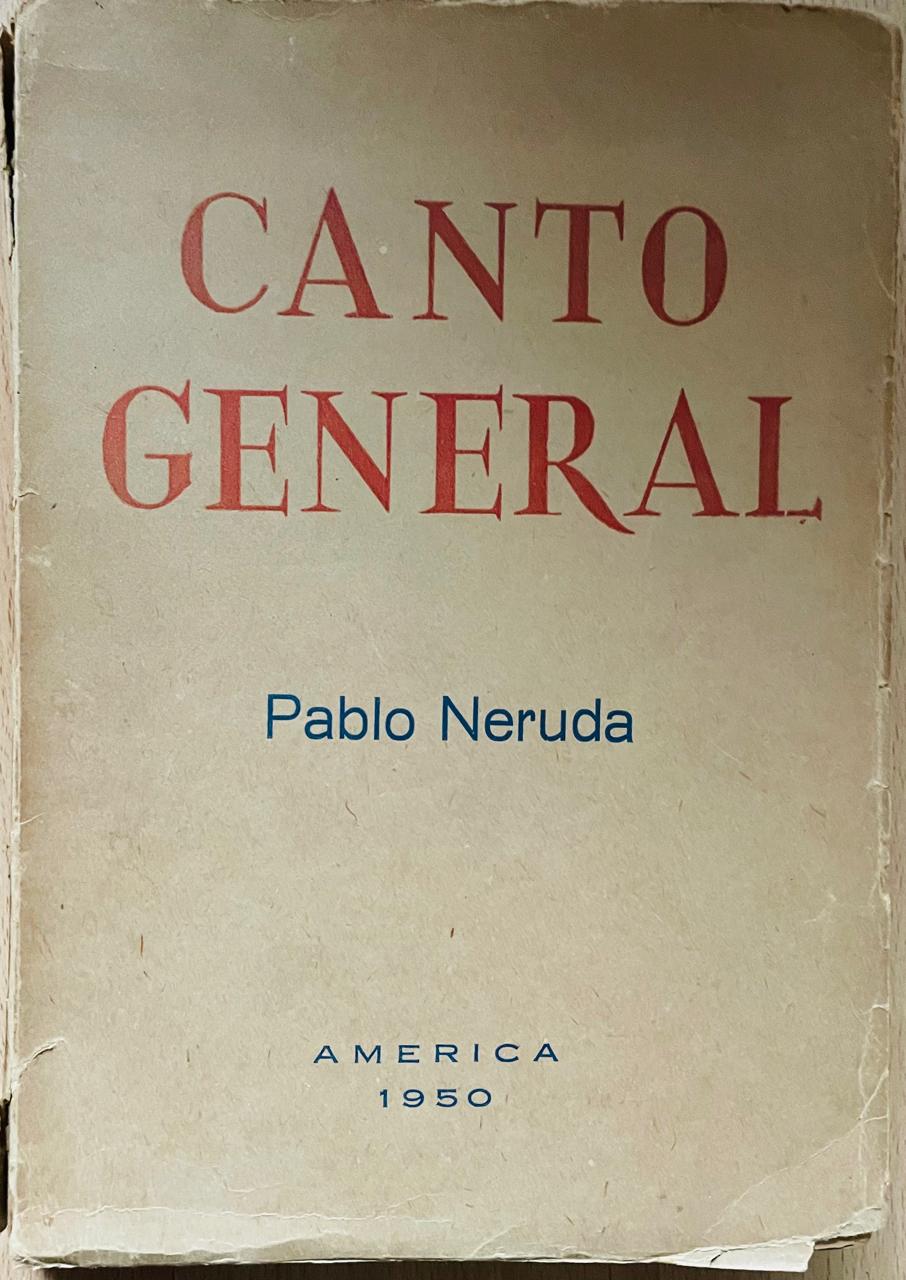 CANTO
GENERAL
Pablo Neruda
AMERICA
1950